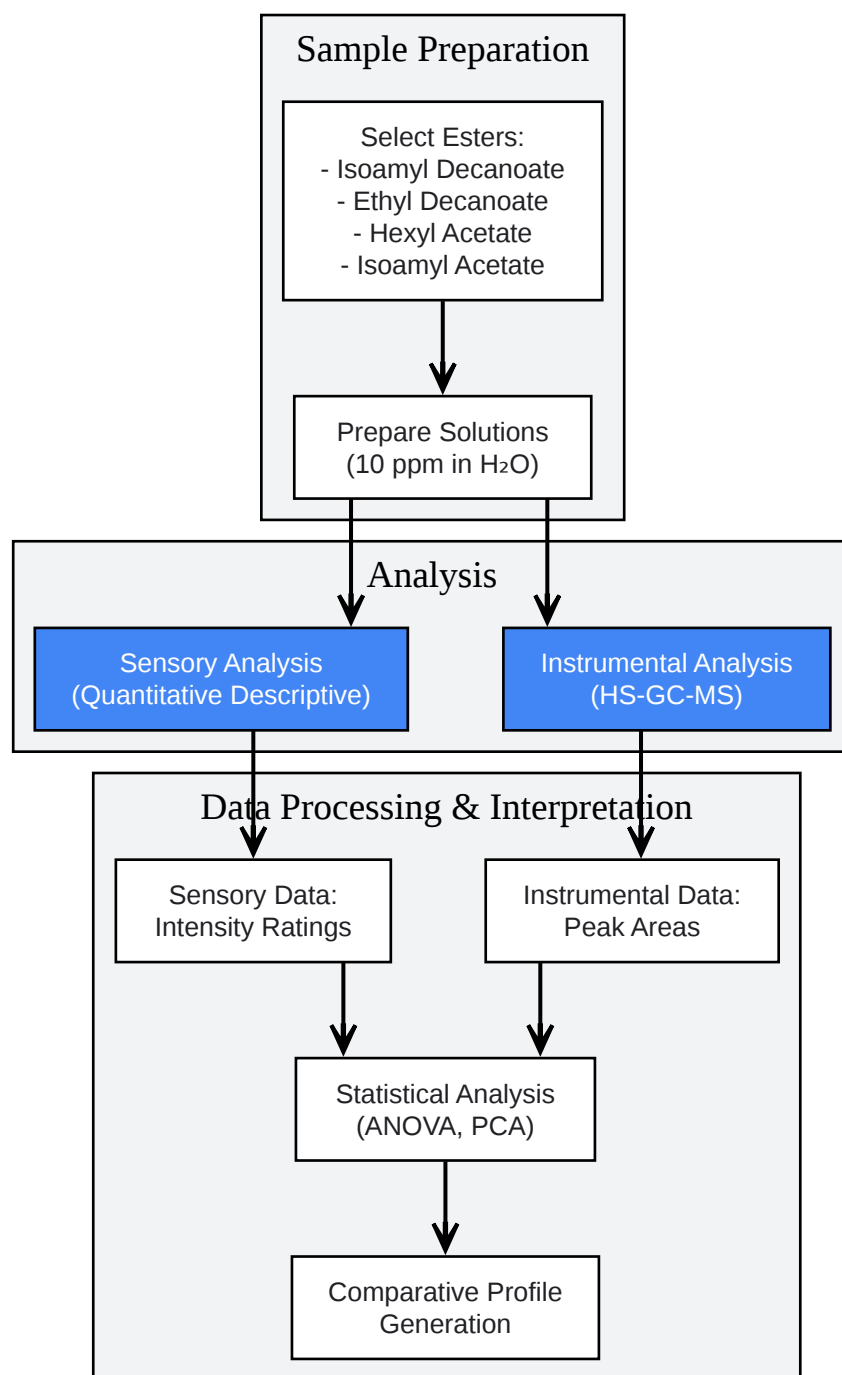 Sample Preparation
Select Esters:
- Isoamyl Decanoate
- Ethyl Decanoate
- Hexyl Acetate
- Isoamyl Acetate
Prepare Solutions
(10 ppm in H₂O)
Analysis
Sensory Analysis
(Quantitative Descriptive)
Instrumental Analysis
(HS-GC-MS)
Data Processing & Interpretation
Sensory Data:
Intensity Ratings
Instrumental Data:
Peak Areas
Statistical Analysis
(ANOVA, PCA)
Comparative Profile
Generation